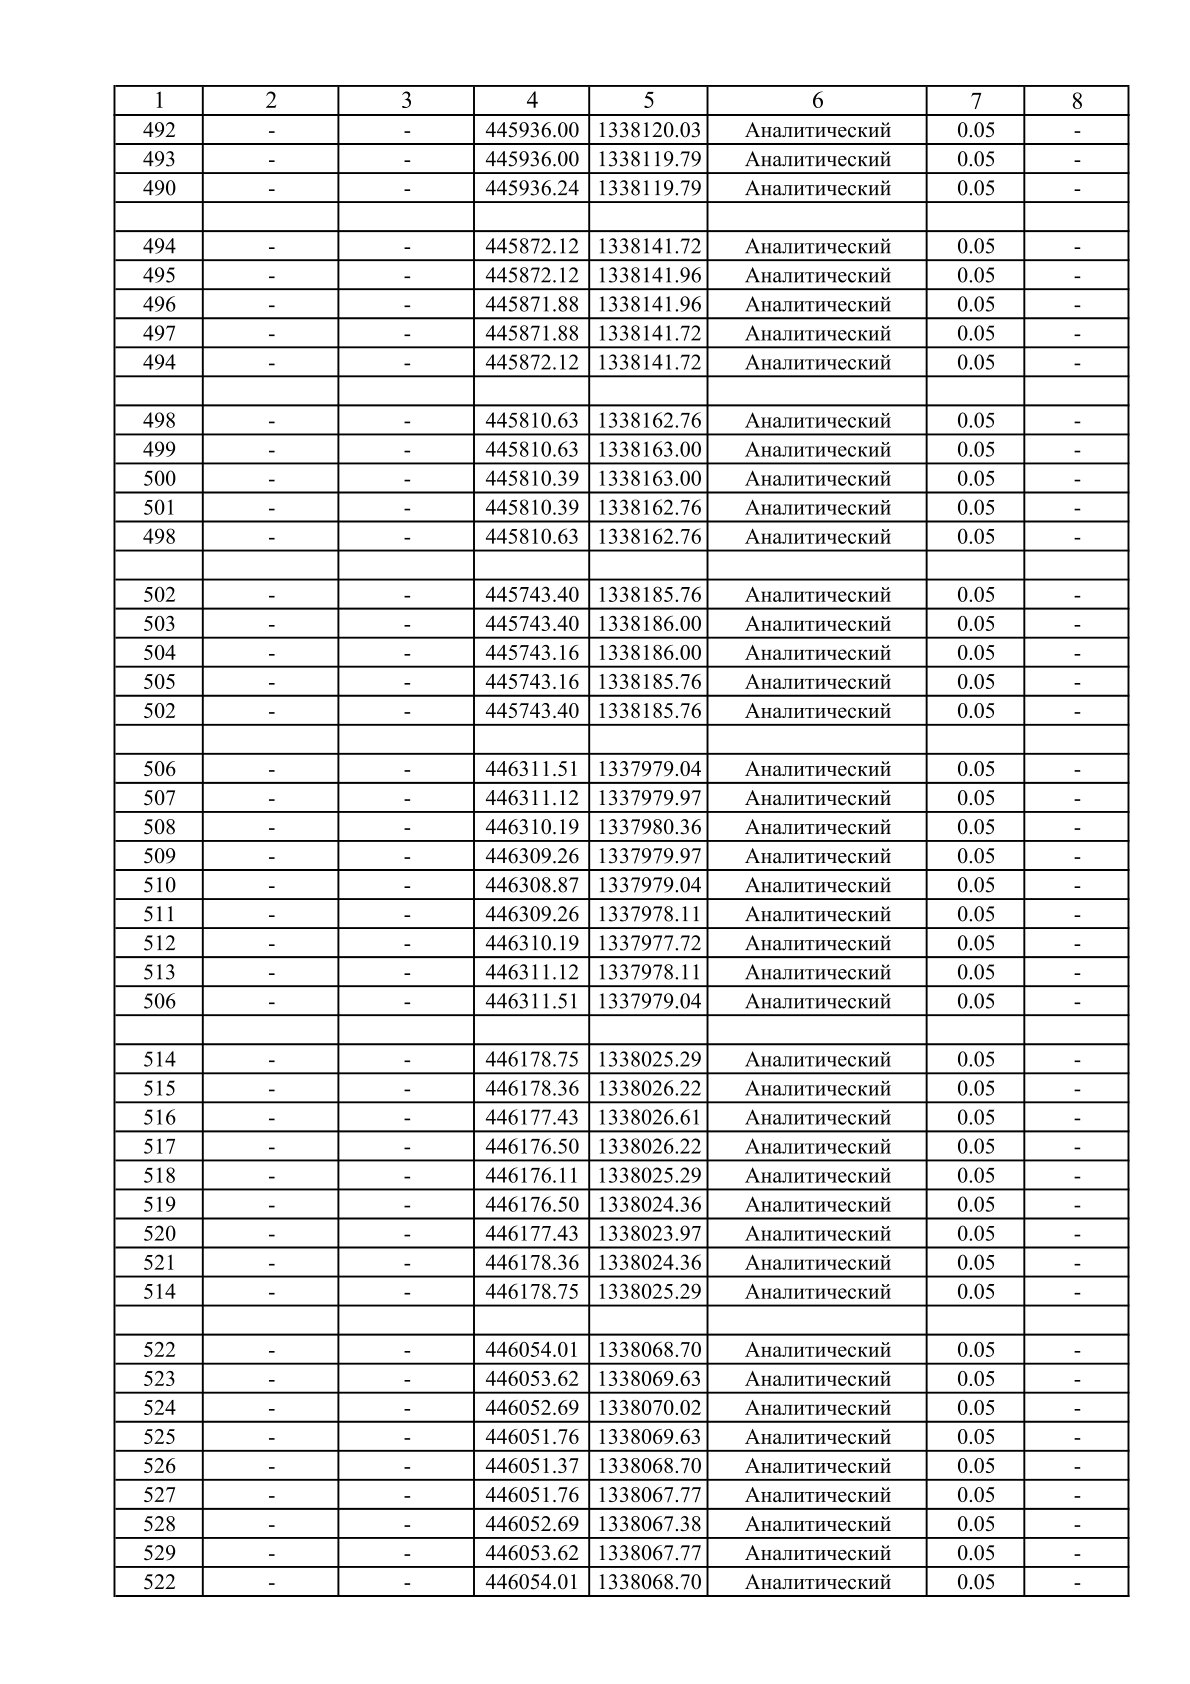 1 2 3 4 5 6 7 8
492 - - 445936.00 1338120.03 Аналитический 0.05 -
493 - - 445936.00 1338119.79 Аналитический 0.05 -
490 - - 445936.24 1338119.79 Аналитический 0.05 -
494 - - 445872.12 1338141.72 Аналитический 0.05 -
495 - - 445872.12 1338141.96 Аналитический 0.05 -
496 - - 445871.88 1338141.96 Аналитический 0.05 -
497 - - 445871.88 1338141.72 Аналитический 0.05 -
494 - - 445872.12 1338141.72 Аналитический 0.05 -
498 - - 445810.63 1338162.76 Аналитический 0.05 -
499 - - 445810.63 1338163.00 Аналитический 0.05 -
500 - - 445810.39 1338163.00 Аналитический 0.05 -
501 - - 445810.39 1338162.76 Аналитический 0.05 -
498 - - 445810.63 1338162.76 Аналитический 0.05 -
502 - - 445743.40 1338185.76 Аналитический 0.05 -
503 - - 445743.40 1338186.00 Аналитический 0.05 -
504 - - 445743.16 1338186.00 Аналитический 0.05 -
505 - - 445743.16 1338185.76 Аналитический 0.05 -
502 - - 445743.40 1338185.76 Аналитический 0.05 -
506 - - 446311.51 1337979.04 Аналитический 0.05 -
507 - - 446311.12 1337979.97 Аналитический 0.05 -
508 - - 446310.19 1337980.36 Аналитический 0.05 -
509 - - 446309.26 1337979.97 Аналитический 0.05 -
510 - - 446308.87 1337979.04 Аналитический 0.05 -
511 - - 446309.26 1337978.11 Аналитический 0.05 -
512 - - 446310.19 1337977.72 Аналитический 0.05 -
513 - - 446311.12 1337978.11 Аналитический 0.05 -
506 - - 446311.51 1337979.04 Аналитический 0.05 -
514 - - 446178.75 1338025.29 Аналитический 0.05 -
515 - - 446178.36 1338026.22 Аналитический 0.05 -
516 - - 446177.43 1338026.61 Аналитический 0.05 -
517 - - 446176.50 1338026.22 Аналитический 0.05 -
518 - - 446176.11 1338025.29 Аналитический 0.05 -
519 - - 446176.50 1338024.36 Аналитический 0.05 -
520 - - 446177.43 1338023.97 Аналитический 0.05 -
521 - - 446178.36 1338024.36 Аналитический 0.05 -
514 - - 446178.75 1338025.29 Аналитический 0.05 -
522 - - 446054.01 1338068.70 Аналитический 0.05 -
523 - - 446053.62 1338069.63 Аналитический 0.05 -
524 - - 446052.69 1338070.02 Аналитический 0.05 -
525 - - 446051.76 1338069.63 Аналитический 0.05 -
526 - - 446051.37 1338068.70 Аналитический 0.05 -
527 - - 446051.76 1338067.77 Аналитический 0.05 -
528 - - 446052.69 1338067.38 Аналитический 0.05 -
529 - - 446053.62 1338067.77 Аналитический 0.05 -
522 - - 446054.01 1338068.70 Аналитический 0.05 -